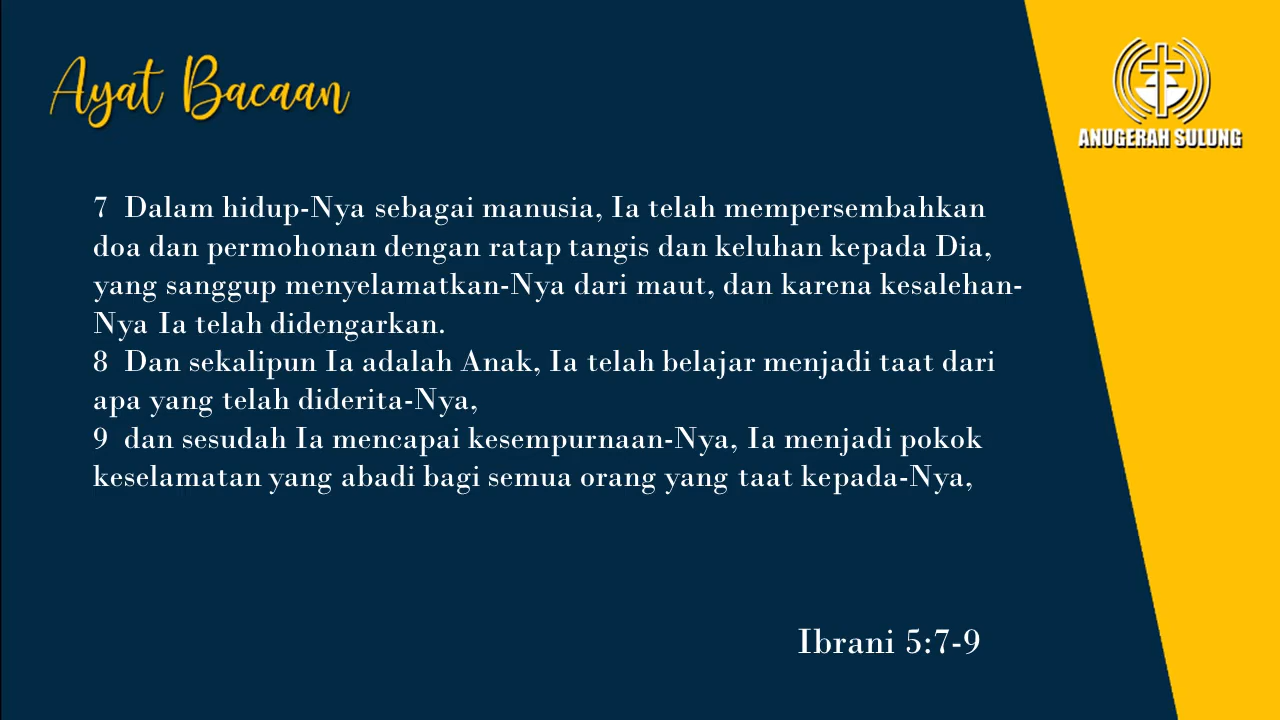 Ayat Bacaan
ANUGERAH SULUNG
7 Dalam hidup-Nya sebagai manusia, Ia telah mempersembahkan
doa dan permohonan dengan ratap tangis dan keluhan kepada Dia,
yang sanggup menyelamatkan-Nya dari maut, dan karena kesalehan-
Nya Ia telah didengarkan.
8 Dan sekalipun Ia adalah Anak, Ia telah belajar menjadi taat dari
apa yang telah diderita-Nya,
9 dan sesudah Ia mencapai kesempurnaan-Nya, Ia menjadi pokok
keselamatan yang abadi bagi semua orang yang taat kepada-Nya,
Ibrani 5:7-9